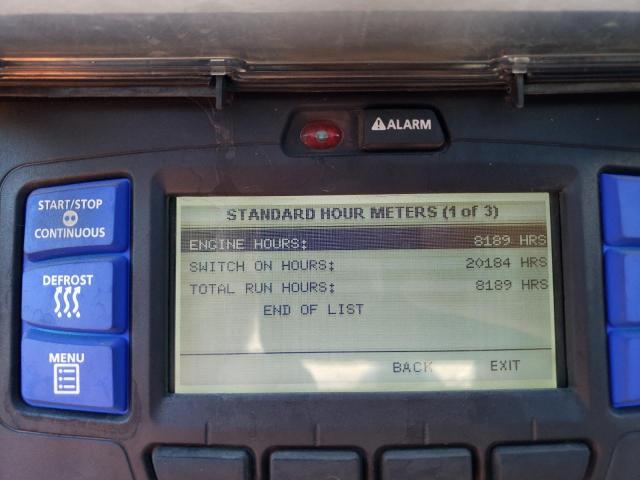 ALARM
START/STOP
CONTINUOUS
DEFROST
MENU
STANDARD HOUR METERS (1 of 3)
ENGINE HOURS: 8189 HRS
SWITCH ON HOURS: 20184 HRS
TOTAL RUN HOURS: 8189 HRS
END OF LIST
BACK EXIT